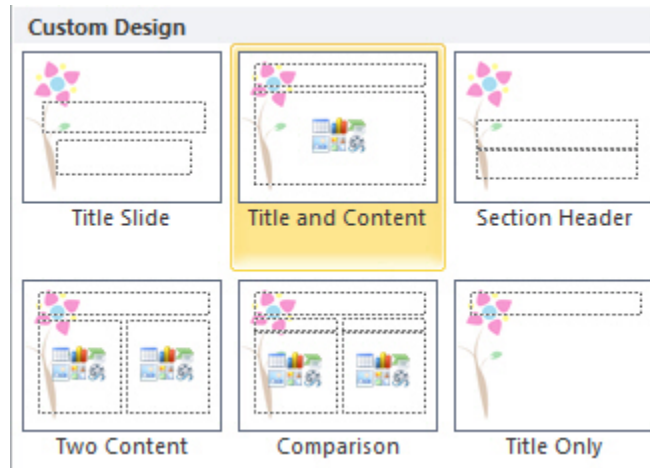 Custom Design
Title Slide
Title and Content
Section Header
Two Content
Comparison
Title Only